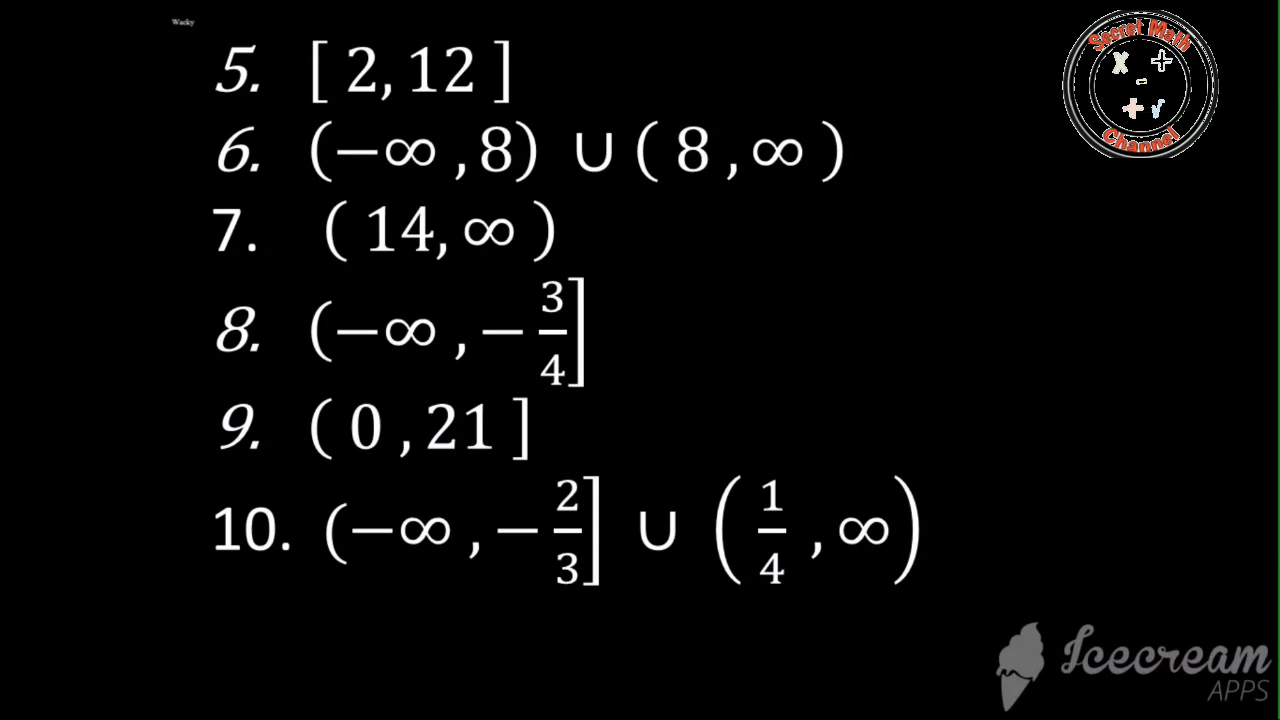 Wacky
5. [ 2, 12 ]
6. (−∞ , 8) ∪ ( 8 , ∞ )
7. ( 14, ∞ )
8. (−∞ , − 3/4]
9. ( 0 , 21 ]
10. (−∞ , − 2/3] ∪ ( 1/4 , ∞ )
Secret Math
X +
-
+ √
Channel
Icecream
APPS